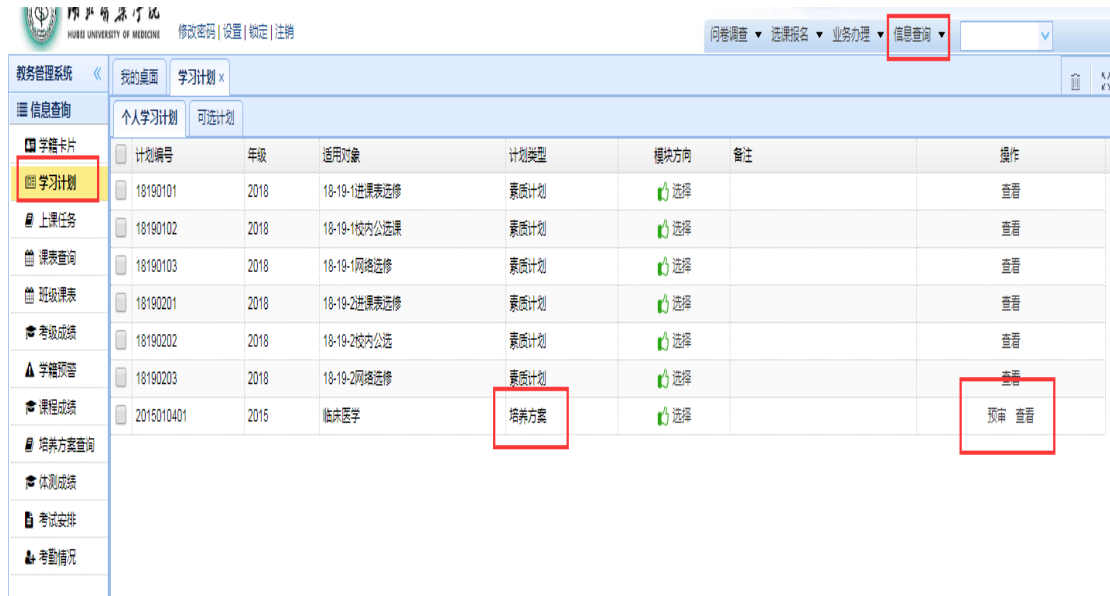 HUBEI UNIVERSITY OF MEDICINE
修改密码 | 设置 | 锁定 | 注销
问卷调查 ▼ 选课报名 ▼ 业务办理 ▼ 信息查询 ▼
教务管理系统 《
我的桌面 学习计划 ×
信息查询
个人学习计划 可选计划
学籍卡片
学习计划
上课任务
课表查询
班级课表
考级成绩
学籍预警
课程成绩
培养方案查询
体测成绩
考试安排
考勤情况
计划编号 年级 适用对象 计划类型 模块方向 备注 操作
18190101 2018 18-19-1进课表选修 素质计划 选择 查看
18190102 2018 18-19-1校内公选课 素质计划 选择 查看
18190103 2018 18-19-1网络选修 素质计划 选择 查看
18190201 2018 18-19-2进课表选修 素质计划 选择 查看
18190202 2018 18-19-2校内公选 素质计划 选择 查看
18190203 2018 18-19-2网络选修 素质计划 选择 查看
2015010401 2015 临床医学 培养方案 选择 预审 查看